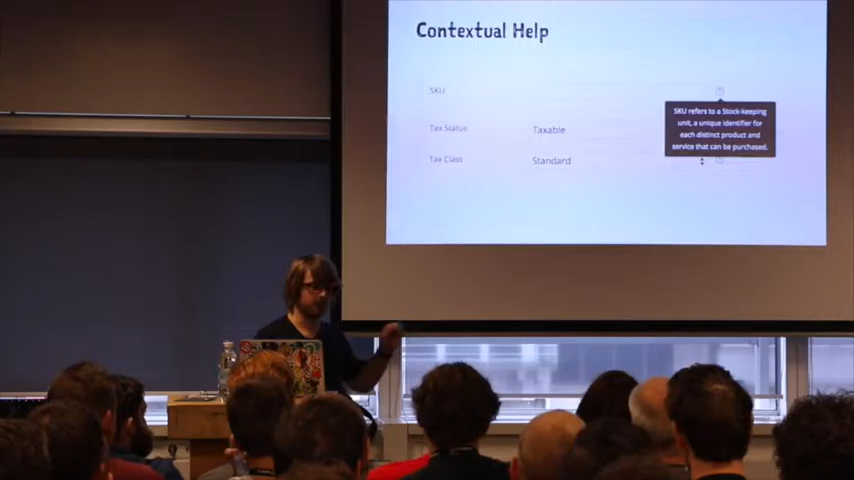 Contextual Help
SKU
SKU refers to a Stock-keeping
unit, a unique identifier for
each distinct product and
service that can be purchased.
Tax Status
Taxable
Tax Class
Standard